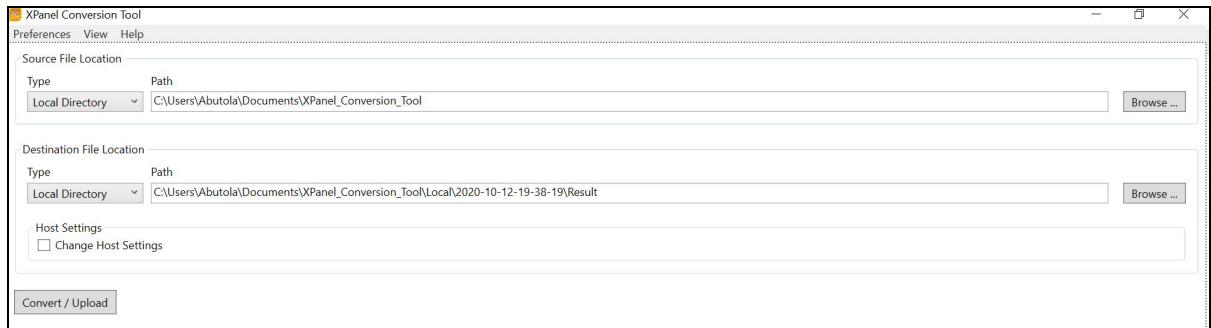 XPanel Conversion Tool
Preferences View Help
Source File Location
Type Path
Local Directory C:\Users\Abutola\Documents\XPanel_Conversion_Tool Browse ...
Destination File Location
Type Path
Local Directory C:\Users\Abutola\Documents\XPanel_Conversion_Tool\Local\2020-10-12-19-38-19\Result Browse ...
Host Settings
Change Host Settings
Convert / Upload